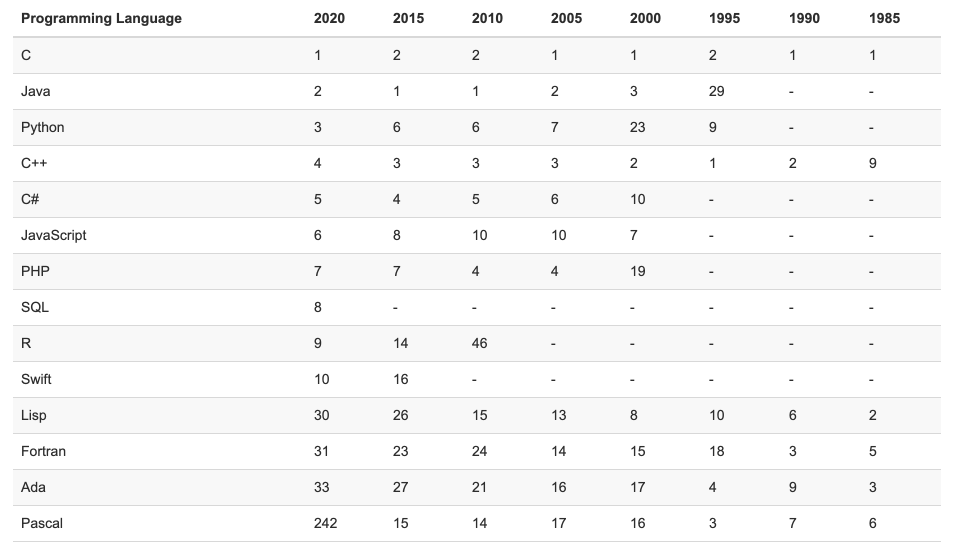 Programming Language 2020 2015 2010 2005 2000 1995 1990 1985
C 1 2 2 1 1 2 1 1
Java 2 1 1 2 3 29 - -
Python 3 6 6 7 23 9 - -
C++ 4 3 3 3 2 1 2 9
C# 5 4 5 6 10 - - -
JavaScript 6 8 10 10 7 - - -
PHP 7 7 4 4 19 - - -
SQL 8 - - - - - - -
R 9 14 46 - - - - -
Swift 10 16 - - - - - -
Lisp 30 26 15 13 8 10 6 2
Fortran 31 23 24 14 15 18 3 5
Ada 33 27 21 16 17 4 9 3
Pascal 242 15 14 17 16 3 7 6